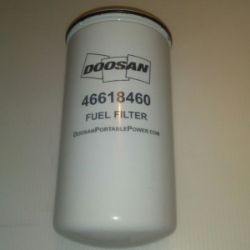 DOOSAN
46618460
FUEL FILTER
DOOSANPORTABLEPOWER.COM